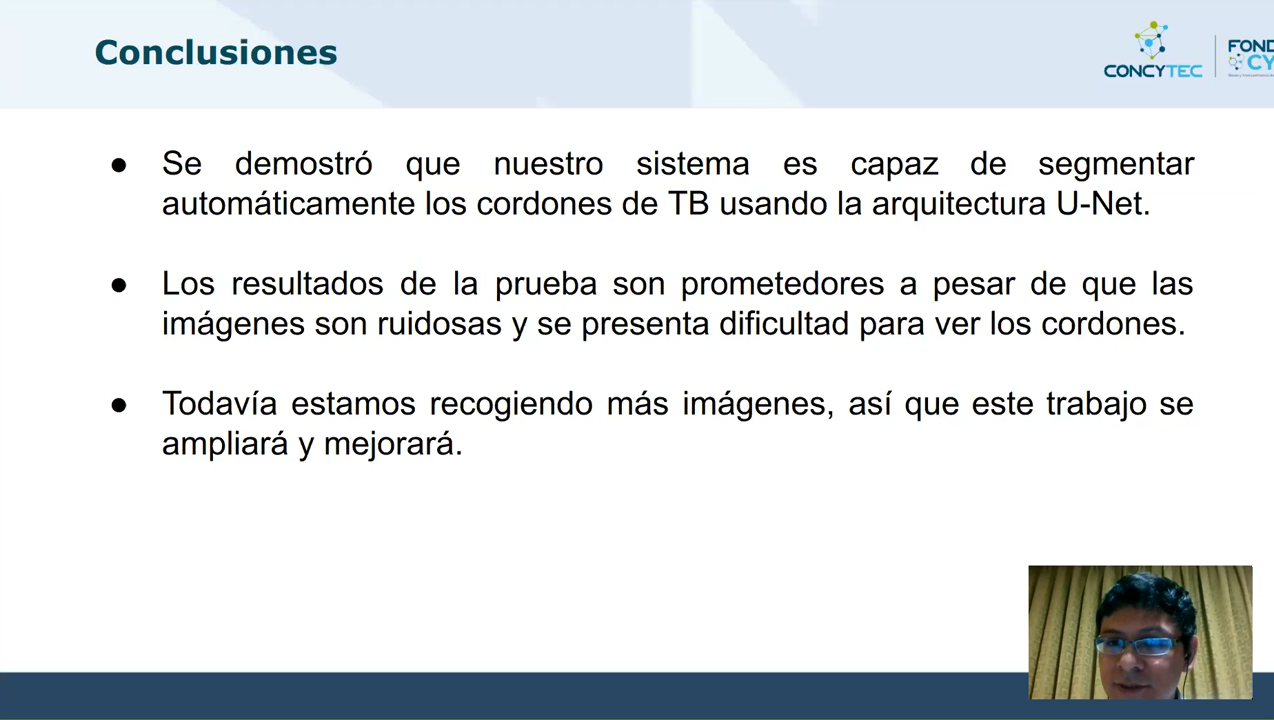 Conclusiones
CONCYTEC
FOND
CY
● Se demostró que nuestro sistema es capaz de segmentar
automáticamente los cordones de TB usando la arquitectura U-Net.
● Los resultados de la prueba son prometedores a pesar de que las
imágenes son ruidosas y se presenta dificultad para ver los cordones.
● Todavía estamos recogiendo más imágenes, así que este trabajo se
ampliará y mejorará.